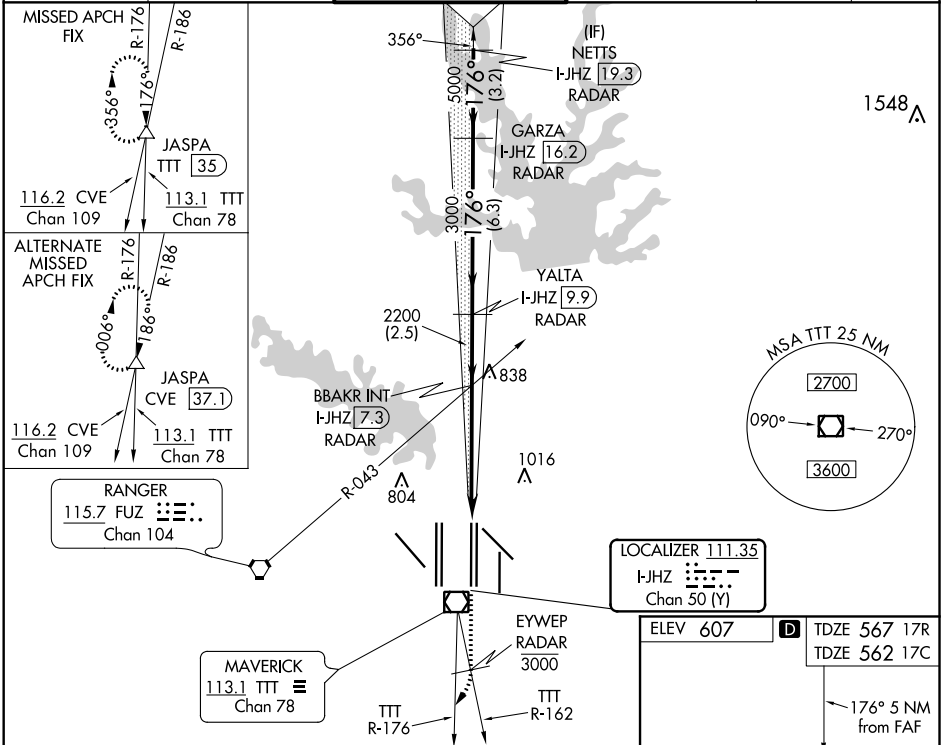 MISSED APCH
FIX
R-176
R-186
356°
176°
JASPA
TTT 35
116.2 CVE
Chan 109
113.1 TTT
Chan 78
ALTERNATE
MISSED
APCH FIX
R-176
R-186
006°
186°
JASPA
CVE 37.1
116.2 CVE
Chan 109
113.1 TTT
Chan 78
356°
(IF)
NETTS
I-JHZ 19.3
RADAR
5000
176°
(3.2)
GARZA
I-JHZ 16.2
RADAR
1548
3000
176°
(6.3)
YALTA
I-JHZ 9.9
RADAR
2200
(2.5)
838
BBAKR INT
I-JHZ 7.3
RADAR
R-043
804
1016
MSA TTT 25 NM
2700
090°
270°
3600
RANGER
115.7 FUZ
Chan 104
LOCALIZER 111.35
I-JHZ
Chan 50 (Y)
EYWEP
RADAR
3000
MAVERICK
113.1 TTT
Chan 78
TTT
R-176
TTT
R-162
ELEV 607
D
TDZE 567 17R
TDZE 562 17C
176° 5 NM
from FAF